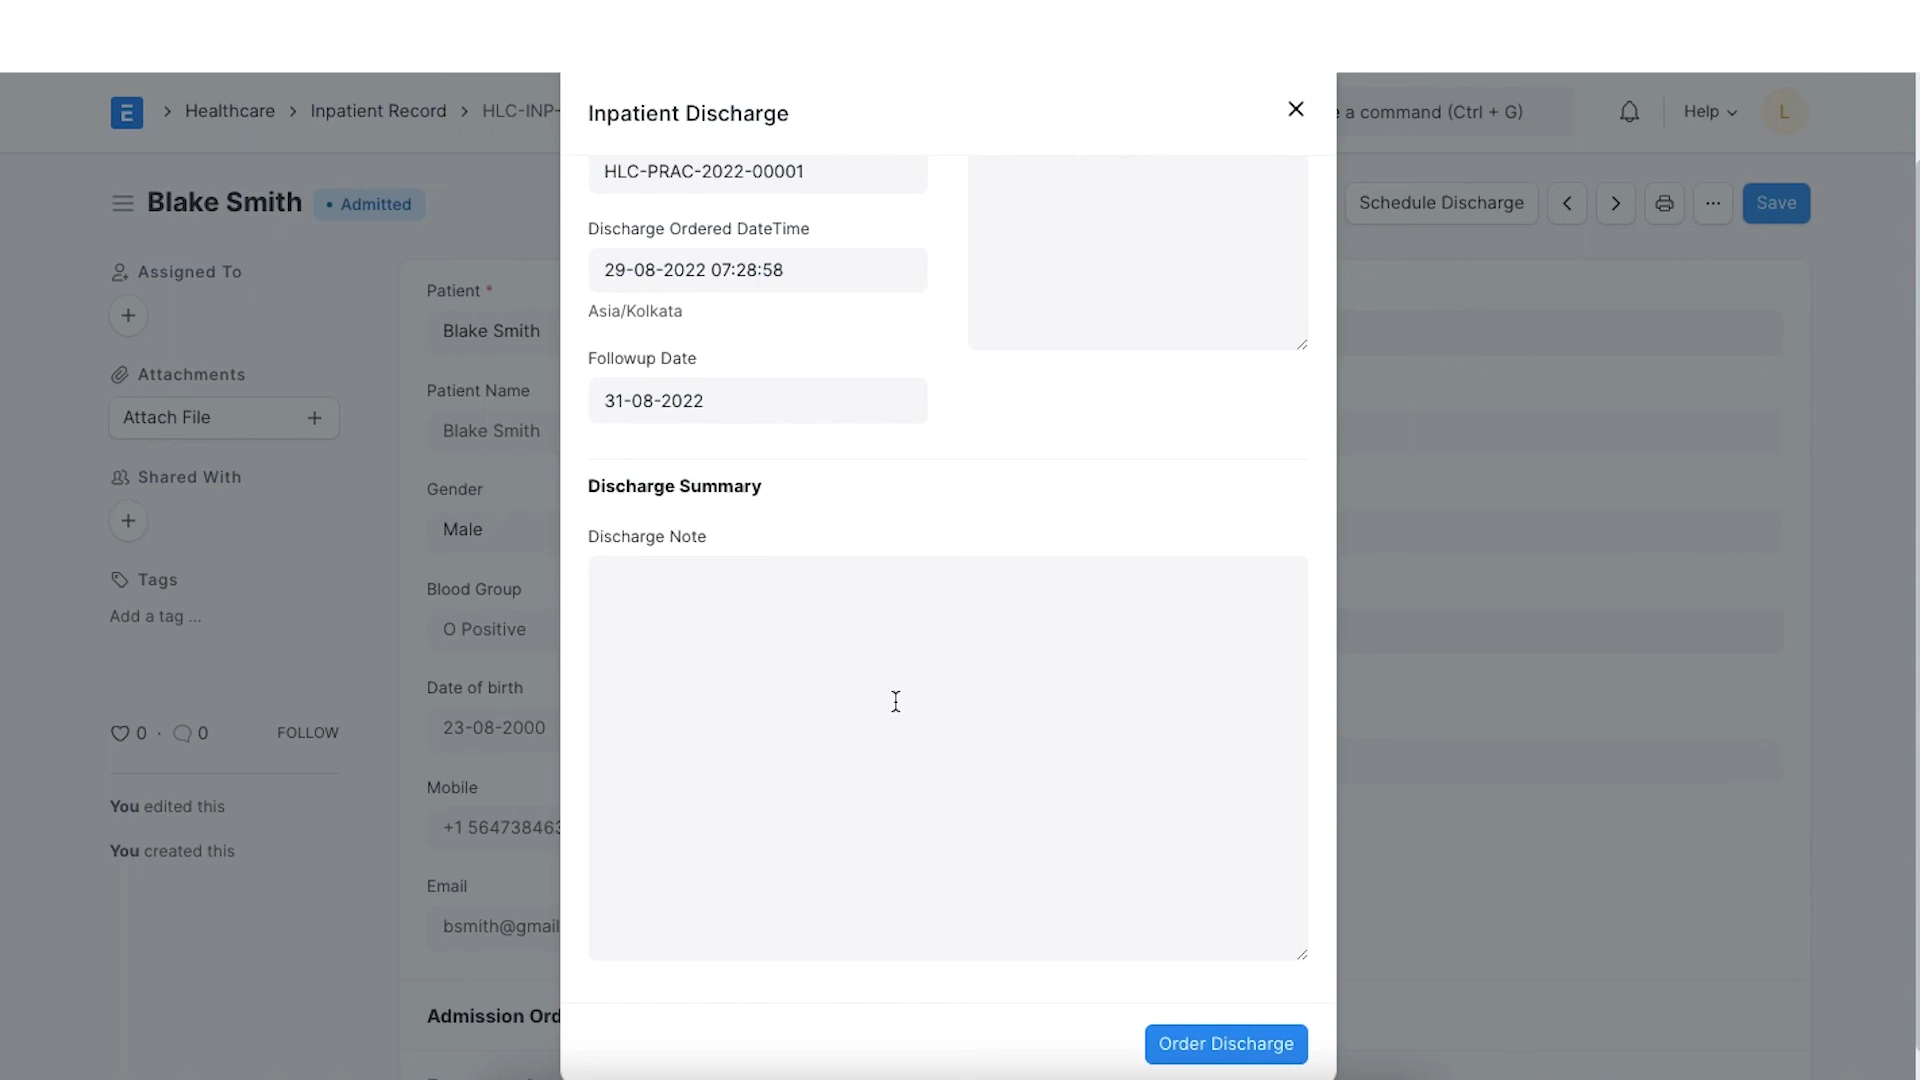 E
Healthcare
Inpatient Record
HLC-INP-
Inpatient Discharge
a command (Ctrl + G)
Help
L
Blake Smith
Admitted
Schedule Discharge
Save
Assigned To
Attachments
Attach File
Shared With
Tags
Add a tag ...
0 · 0
FOLLOW
You edited this
You created this
Patient *
Blake Smith
Patient Name
Blake Smith
Gender
Male
Blood Group
O Positive
Date of birth
23-08-2000
Mobile
+1 564738463
Email
bsmith@gmail
Admission Ord
HLC-PRAC-2022-00001
Discharge Ordered DateTime
29-08-2022 07:28:58
Asia/Kolkata
Followup Date
31-08-2022
Discharge Summary
Discharge Note
Order Discharge